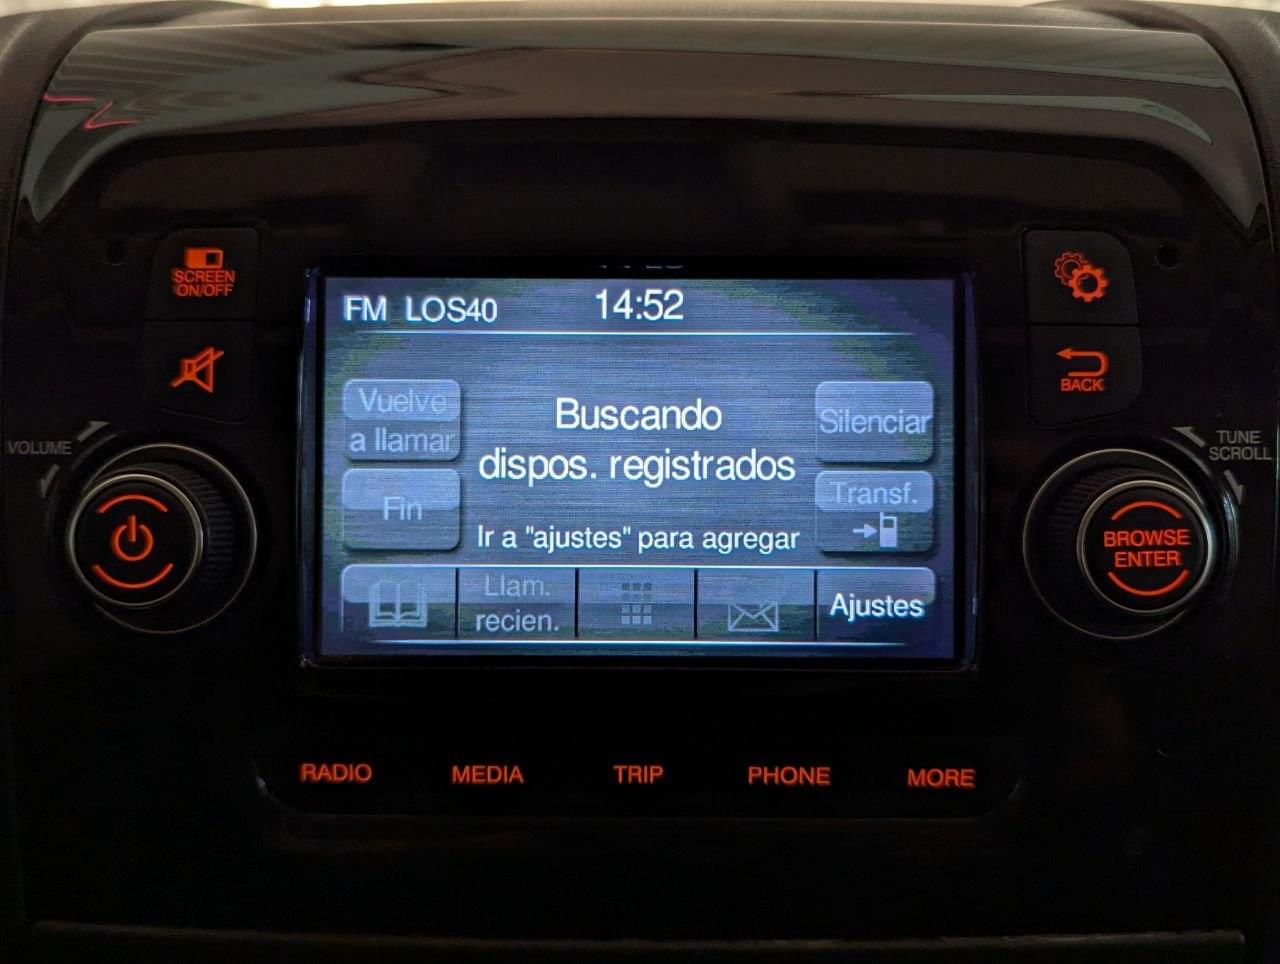 SCREEN
ON/OFF
VOLUME
FM LOS40 14:52
Vuelve
a llamar
Fin
Buscando
dispos. registrados
Ir a "ajustes" para agregar
Silenciar
Transf.
Llam.
recien.
Ajustes
BACK
TUNE
SCROLL
BROWSE
ENTER
RADIO MEDIA TRIP PHONE MORE